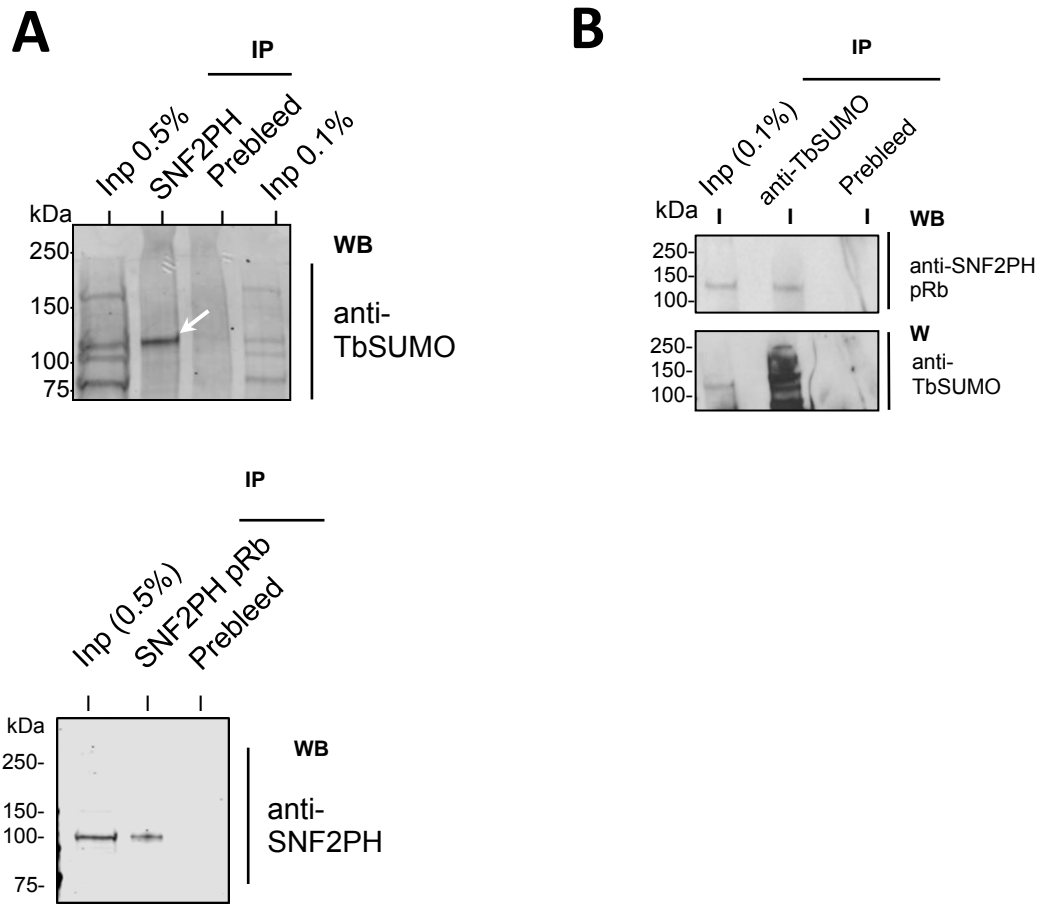 A
IP
Inp 0.5%
SNF2PH
Prebleed
Inp 0.1%
kDa
250
150
100
75
WB
anti-
TbSUMO
IP
Inp (0.5%)
SNF2PH pRb
Prebleed
kDa
250-
150-
100-
75-
WB
anti-
SNF2PH
B
IP
Inp (0.1%)
anti-TbSUMO
Prebleed
kDa
250-
150-
100-
WB
anti-SNF2PH
pRb
250-
150-
100-
W
anti-
TbSUMO